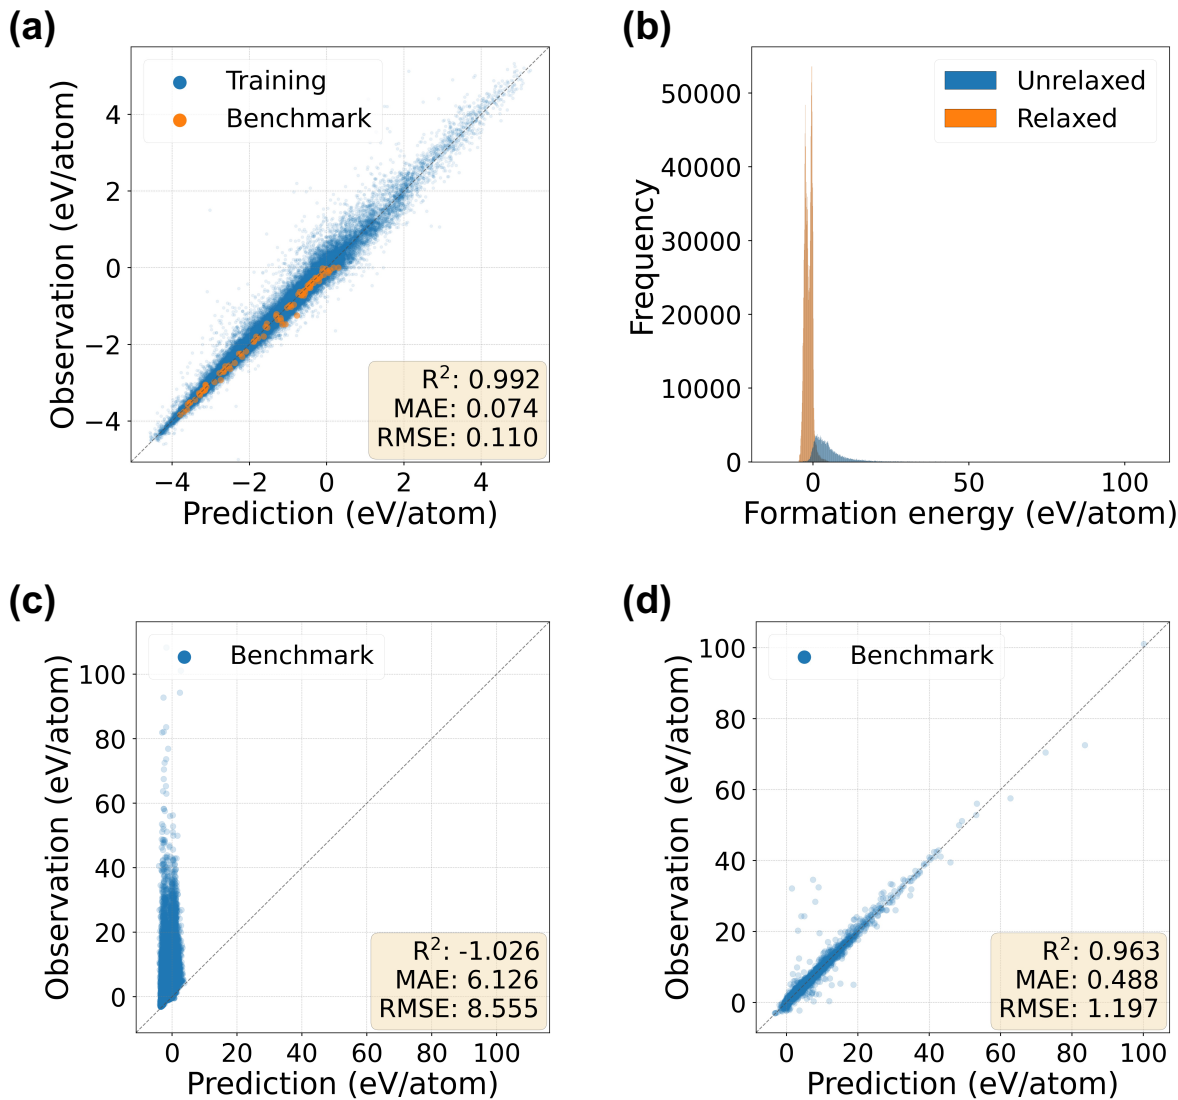 (a)
Training
Benchmark
4
2
0
−2
−4
Observation (eV/atom)
R²: 0.992
MAE: 0.074
RMSE: 0.110
−4 −2 0 2 4
Prediction (eV/atom)
(b)
Unrelaxed
Relaxed
50000
40000
30000
20000
10000
0
Frequency
0 50 100
Formation energy (eV/atom)
(c)
Benchmark
100
80
60
40
20
0
Observation (eV/atom)
R²: -1.026
MAE: 6.126
RMSE: 8.555
0 20 40 60 80 100
Prediction (eV/atom)
(d)
Benchmark
100
80
60
40
20
0
Observation (eV/atom)
R²: 0.963
MAE: 0.488
RMSE: 1.197
0 20 40 60 80 100
Prediction (eV/atom)